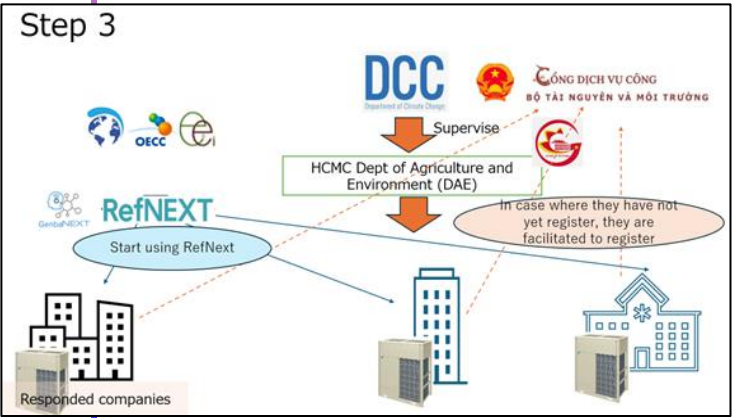 Step 3
DCC
Department of Climate Change
CỔNG DỊCH VỤ CÔNG
BỘ TÀI NGUYÊN VÀ MÔI TRƯỜNG
OECC
Supervise
HCMC Dept of Agriculture and
Environment (DAE)
GenbaNEXT
RefNEXT
In case where they have not
yet register, they are
facilitated to register
Start using RefNext
Responded companies